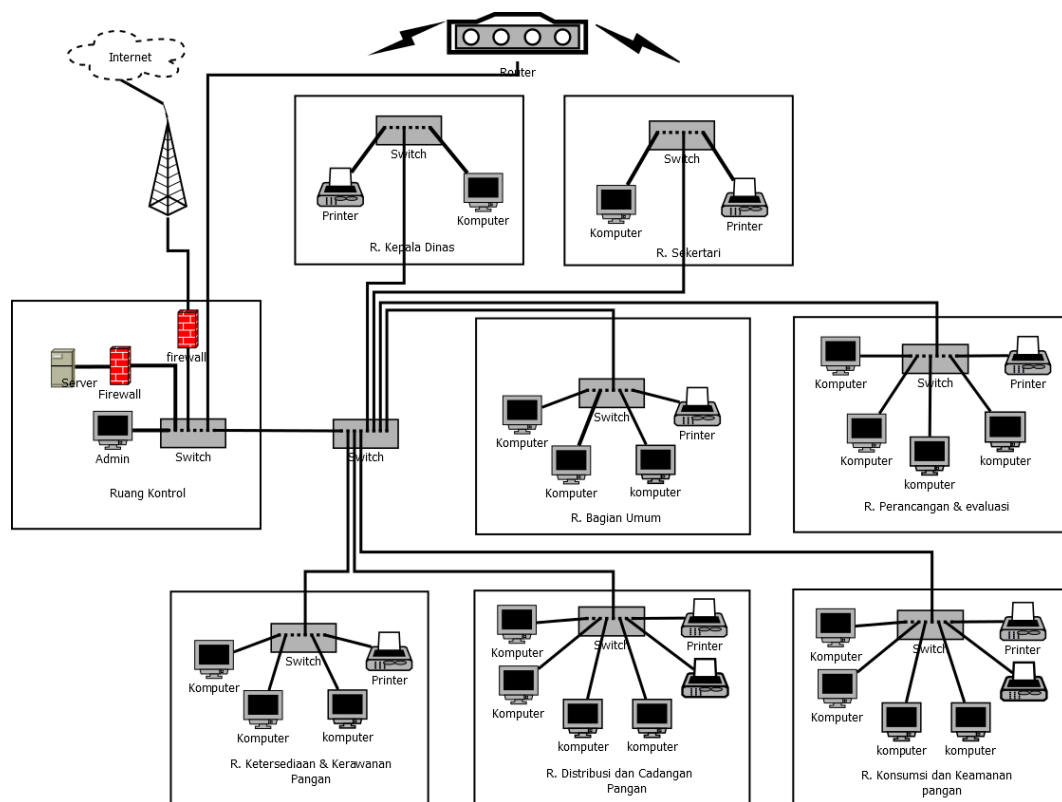 Internet
Router
Switch
Printer
Komputer
R. Kepala Dinas
Switch
Komputer
Printer
R. Sekertari
firewall
Server
Firewall
Admin
Switch
Ruang Kontrol
Switch
Switch
Komputer
Printer
Komputer
komputer
R. Bagian Umum
Switch
Komputer
Printer
Komputer
komputer
komputer
R. Perancangan & evaluasi
Switch
Komputer
Printer
Komputer
komputer
R. Ketersediaan & Kerawanan
Pangan
Switch
Komputer
Printer
Komputer
komputer
komputer
R. Distribusi dan Cadangan
Pangan
Switch
Komputer
Printer
Komputer
komputer
komputer
R. Konsumsi dan Keamanan
pangan